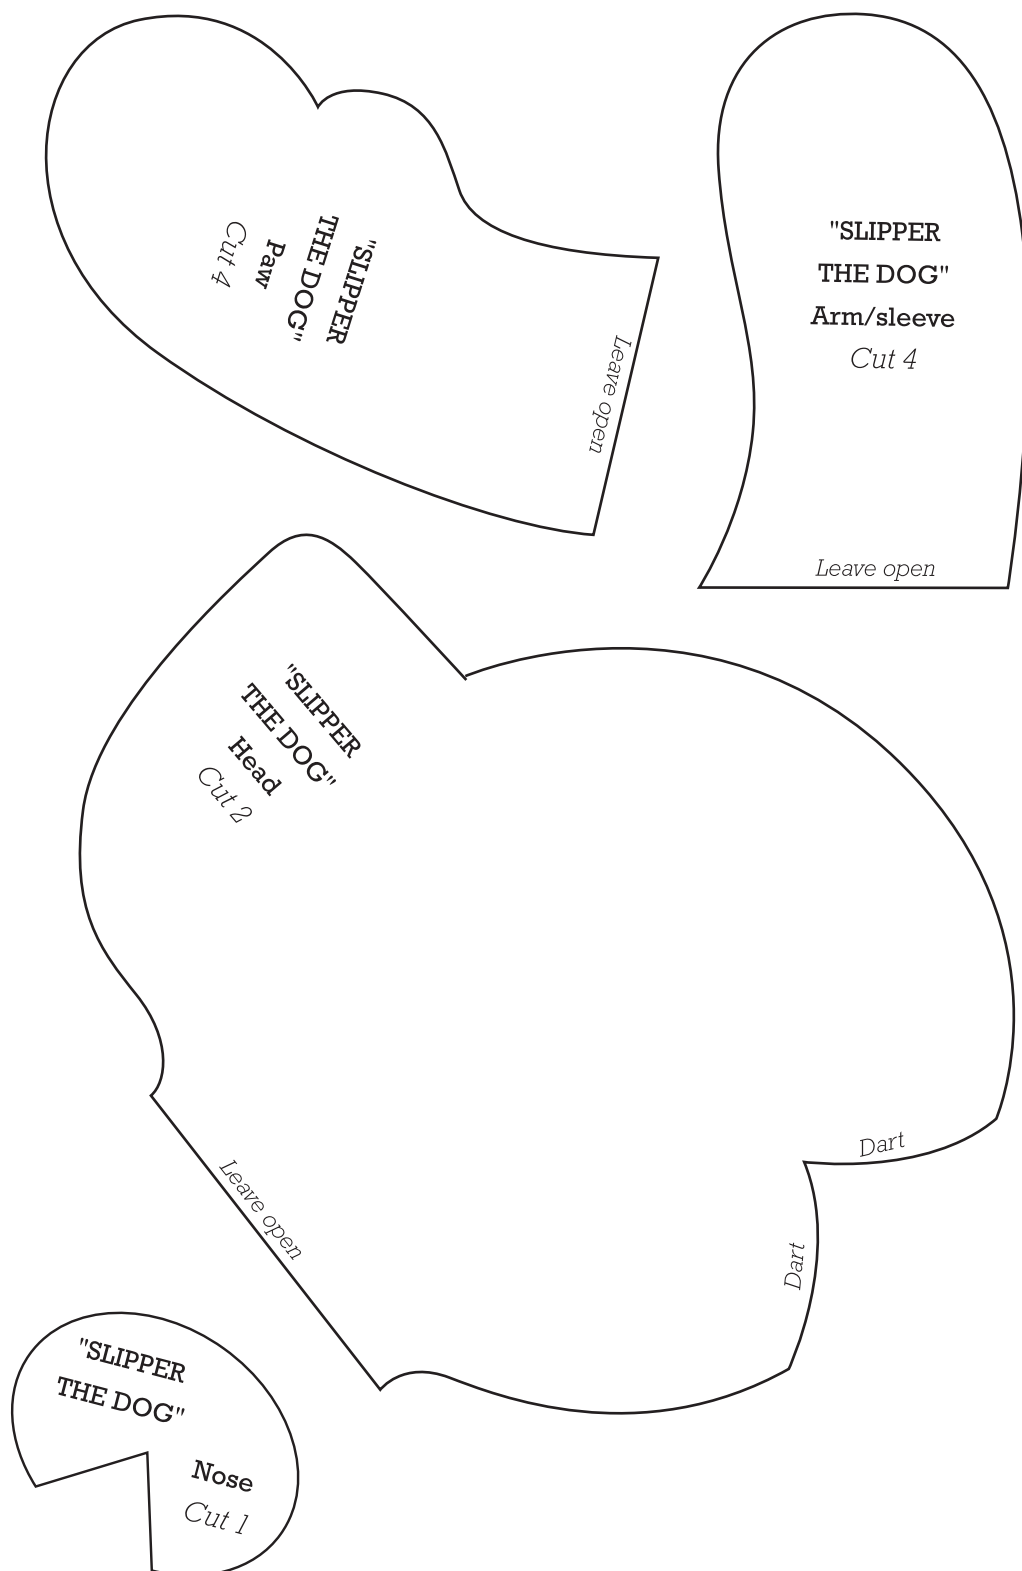 "SLIPPER
THE DOG"
Paw
Cut 4
Leave open
"SLIPPER
THE DOG"
Arm/sleeve
Cut 4
Leave open
"SLIPPER
THE DOG"
Head
Cut 2
Dart
Dart
Leave open
"SLIPPER
THE DOG"
Nose
Cut 1